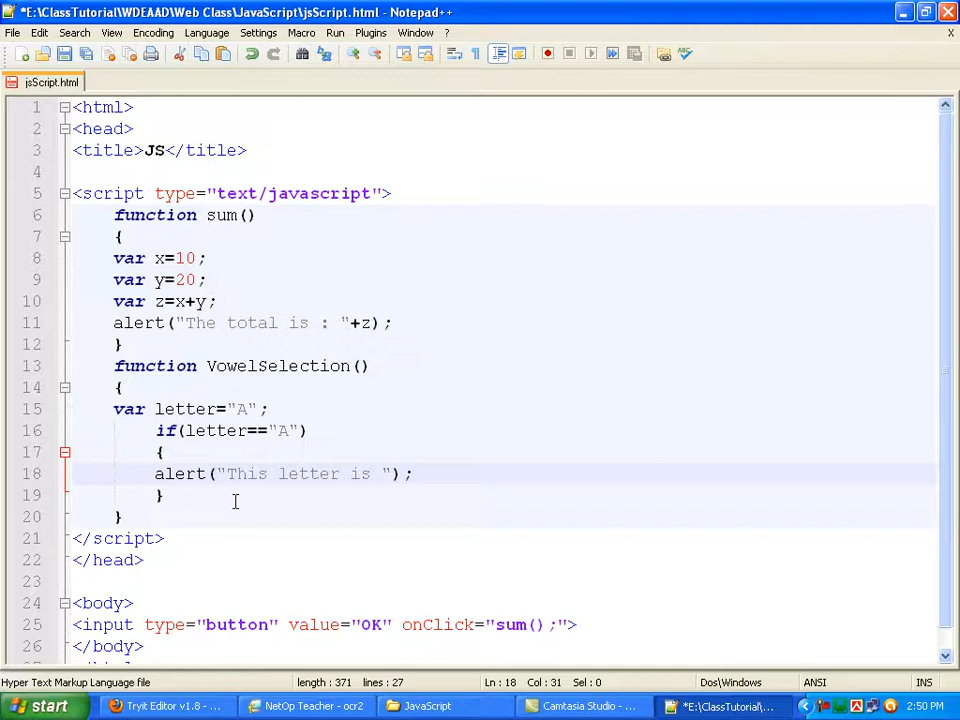 *E:\ClassTutorial\WDEAAD\Web Class\JavaScript\jsScript.html - Notepad++
File Edit Search View Encoding Language Settings Macro Run Plugins Window ? X
jsScript.html
1 <html>
2 <head>
3 <title>JS</title>
4
5 <script type="text/javascript">
6 function sum()
7 {
8 var x=10;
9 var y=20;
10 var z=x+y;
11 alert("The total is : "+z);
12 }
13 function VowelSelection()
14 {
15 var letter="A";
16 if(letter=="A")
17 {
18 alert("This letter is ");
19 }
20 }
21 </script>
22 </head>
23
24 <body>
25 <input type="button" value="OK" onClick="sum();">
26 </body>
Hyper Text Markup Language file length : 371 lines : 27 Ln : 18 Col : 31 Sel : 0 Dos\Windows ANSI INS
start Tryit Editor v1.8 - ... NetOp Teacher - ocr2 JavaScript Camtasia Studio - ... *E:\ClassTutorial\... 2:50 PM